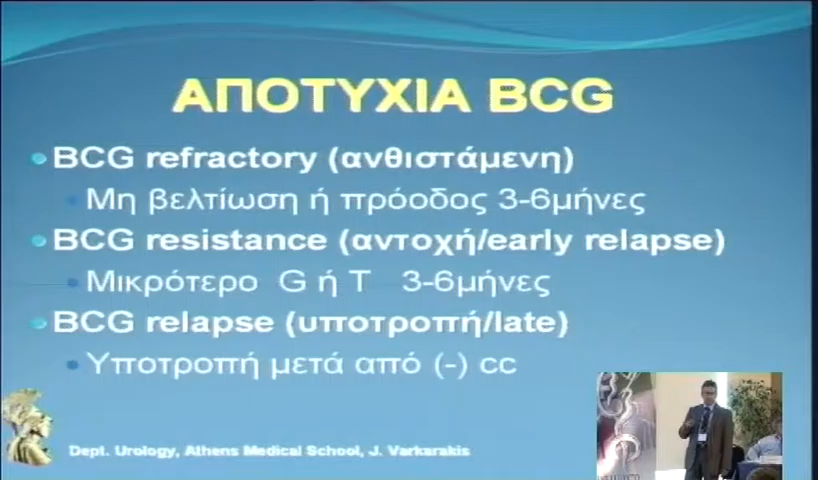 ΑΠΟΤΥΧΙΑ BCG
BCG refractory (ανθιστάμενη)
Μη βελτίωση ή πρόοδος 3-6μήνες
BCG resistance (αντοχή/early relapse)
Μικρότερο G ή T 3-6μήνες
BCG relapse (υποτροπή/late)
Υποτροπή μετά από (-) cc
Dept. Urology, Athens Medical School, J. Varkarakis